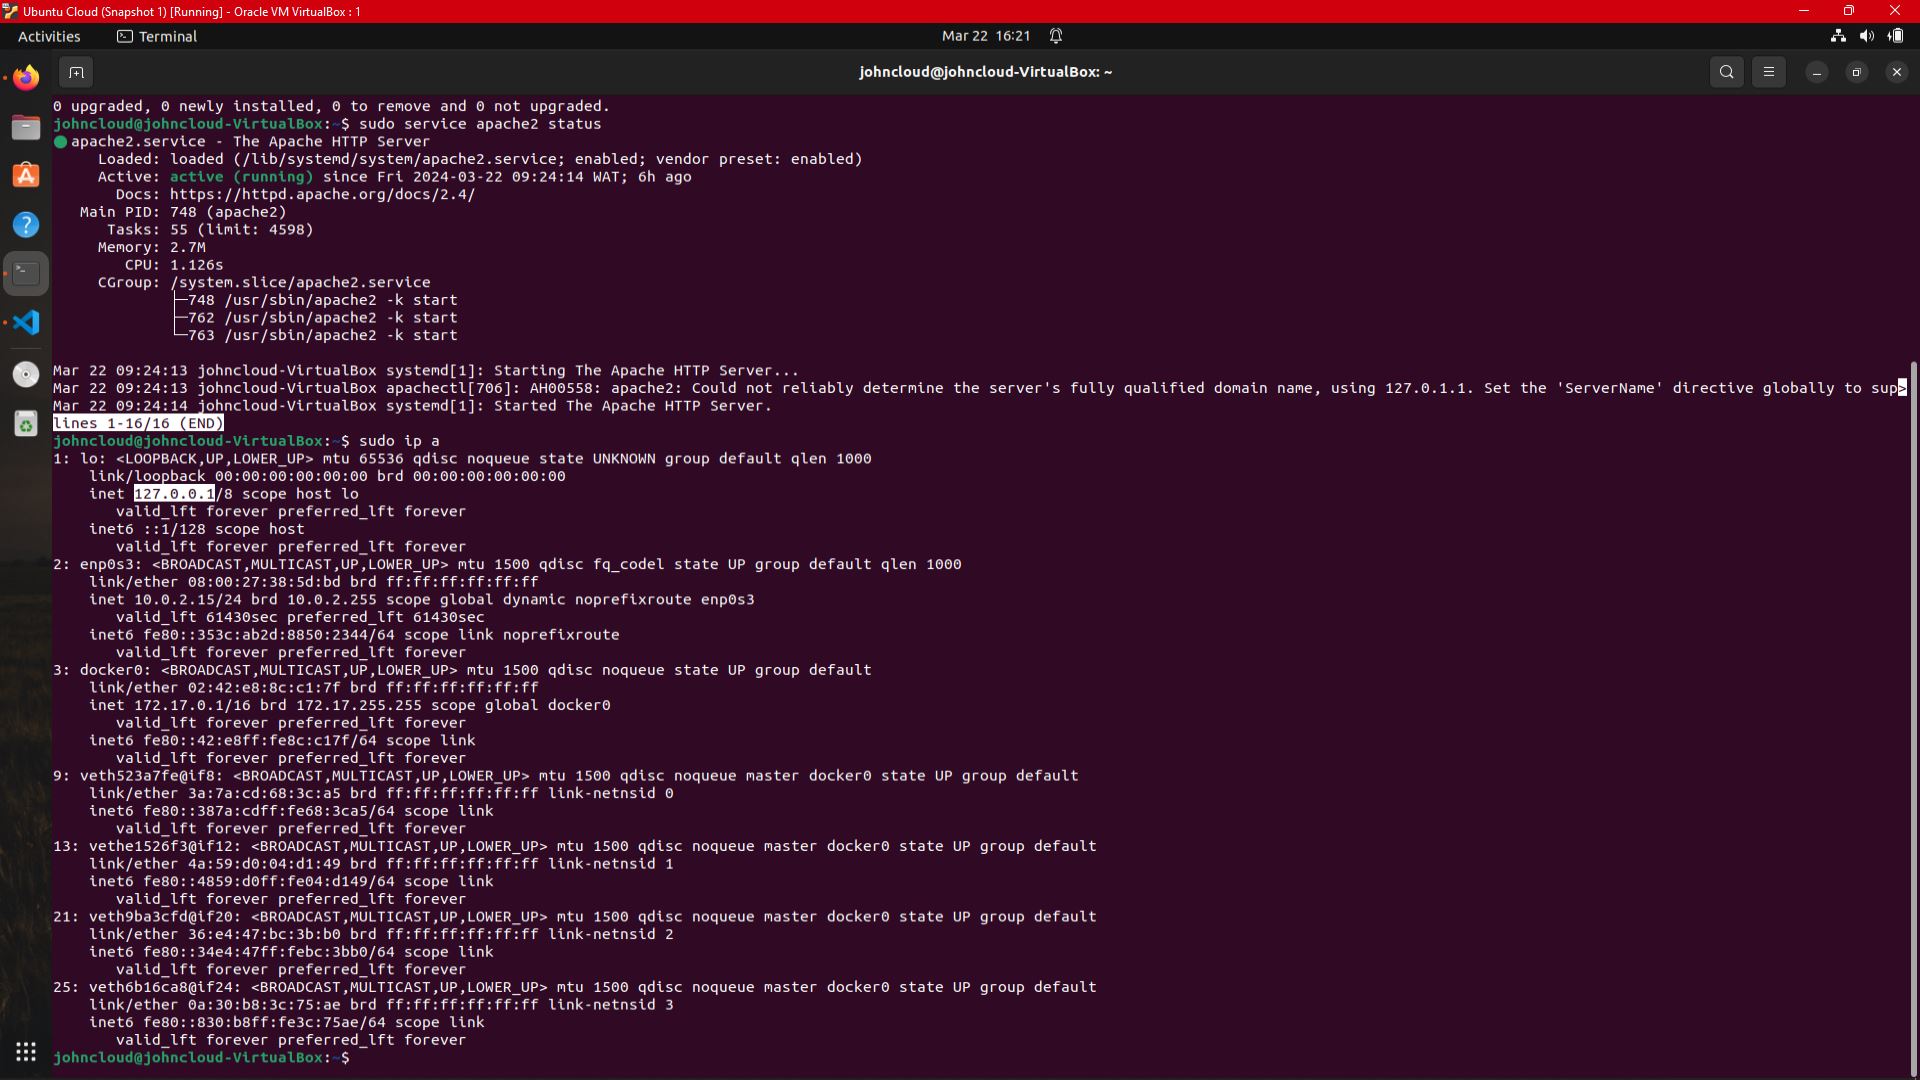 Ubuntu Cloud (Snapshot 1) [Running] - Oracle VM VirtualBox : 1
Activities
Terminal
Mar 22 16:21
johncloud@johncloud-VirtualBox: ~
0 upgraded, 0 newly installed, 0 to remove and 0 not upgraded.
johncloud@johncloud-VirtualBox:~$ sudo service apache2 status
apache2.service - The Apache HTTP Server
Loaded: loaded (/lib/systemd/system/apache2.service; enabled; vendor preset: enabled)
Active: active (running) since Fri 2024-03-22 09:24:14 WAT; 6h ago
Docs: https://httpd.apache.org/docs/2.4/
Main PID: 748 (apache2)
Tasks: 55 (limit: 4598)
Memory: 2.7M
CPU: 1.126s
CGroup: /system.slice/apache2.service
├─748 /usr/sbin/apache2 -k start
├─762 /usr/sbin/apache2 -k start
└─763 /usr/sbin/apache2 -k start
Mar 22 09:24:13 johncloud-VirtualBox systemd[1]: Starting The Apache HTTP Server...
Mar 22 09:24:13 johncloud-VirtualBox apachectl[706]: AH00558: apache2: Could not reliably determine the server's fully qualified domain name, using 127.0.1.1. Set the 'ServerName' directive globally to sup>
Mar 22 09:24:14 johncloud-VirtualBox systemd[1]: Started The Apache HTTP Server.
lines 1-16/16 (END)
johncloud@johncloud-VirtualBox:~$ sudo ip a
1: lo: <LOOPBACK,UP,LOWER_UP> mtu 65536 qdisc noqueue state UNKNOWN group default qlen 1000
link/loopback 00:00:00:00:00:00 brd 00:00:00:00:00:00
inet 127.0.0.1/8 scope host lo
valid_lft forever preferred_lft forever
inet6 ::1/128 scope host
valid_lft forever preferred_lft forever
2: enp0s3: <BROADCAST,MULTICAST,UP,LOWER_UP> mtu 1500 qdisc fq_codel state UP group default qlen 1000
link/ether 08:00:27:38:5d:bd brd ff:ff:ff:ff:ff:ff
inet 10.0.2.15/24 brd 10.0.2.255 scope global dynamic noprefixroute enp0s3
valid_lft 61430sec preferred_lft 61430sec
inet6 fe80::353c:ab2d:8850:2344/64 scope link noprefixroute
valid_lft forever preferred_lft forever
3: docker0: <BROADCAST,MULTICAST,UP,LOWER_UP> mtu 1500 qdisc noqueue state UP group default
link/ether 02:42:e8:8c:c1:7f brd ff:ff:ff:ff:ff:ff
inet 172.17.0.1/16 brd 172.17.255.255 scope global docker0
valid_lft forever preferred_lft forever
inet6 fe80::42:e8ff:fe8c:c17f/64 scope link
valid_lft forever preferred_lft forever
9: veth523a7fe@if8: <BROADCAST,MULTICAST,UP,LOWER_UP> mtu 1500 qdisc noqueue master docker0 state UP group default
link/ether 3a:7a:cd:68:3c:a5 brd ff:ff:ff:ff:ff:ff link-netnsid 0
inet6 fe80::387a:cdff:fe68:3ca5/64 scope link
valid_lft forever preferred_lft forever
13: vethe1526f3@if12: <BROADCAST,MULTICAST,UP,LOWER_UP> mtu 1500 qdisc noqueue master docker0 state UP group default
link/ether 4a:59:d0:04:d1:49 brd ff:ff:ff:ff:ff:ff link-netnsid 1
inet6 fe80::4859:d0ff:fe04:d149/64 scope link
valid_lft forever preferred_lft forever
21: veth9ba3cfd@if20: <BROADCAST,MULTICAST,UP,LOWER_UP> mtu 1500 qdisc noqueue master docker0 state UP group default
link/ether 36:e4:47:bc:3b:b0 brd ff:ff:ff:ff:ff:ff link-netnsid 2
inet6 fe80::34e4:47ff:febc:3bb0/64 scope link
valid_lft forever preferred_lft forever
25: veth6b16ca8@if24: <BROADCAST,MULTICAST,UP,LOWER_UP> mtu 1500 qdisc noqueue master docker0 state UP group default
link/ether 0a:30:b8:3c:75:ae brd ff:ff:ff:ff:ff:ff link-netnsid 3
inet6 fe80::830:b8ff:fe3c:75ae/64 scope link
valid_lft forever preferred_lft forever
johncloud@johncloud-VirtualBox:~$